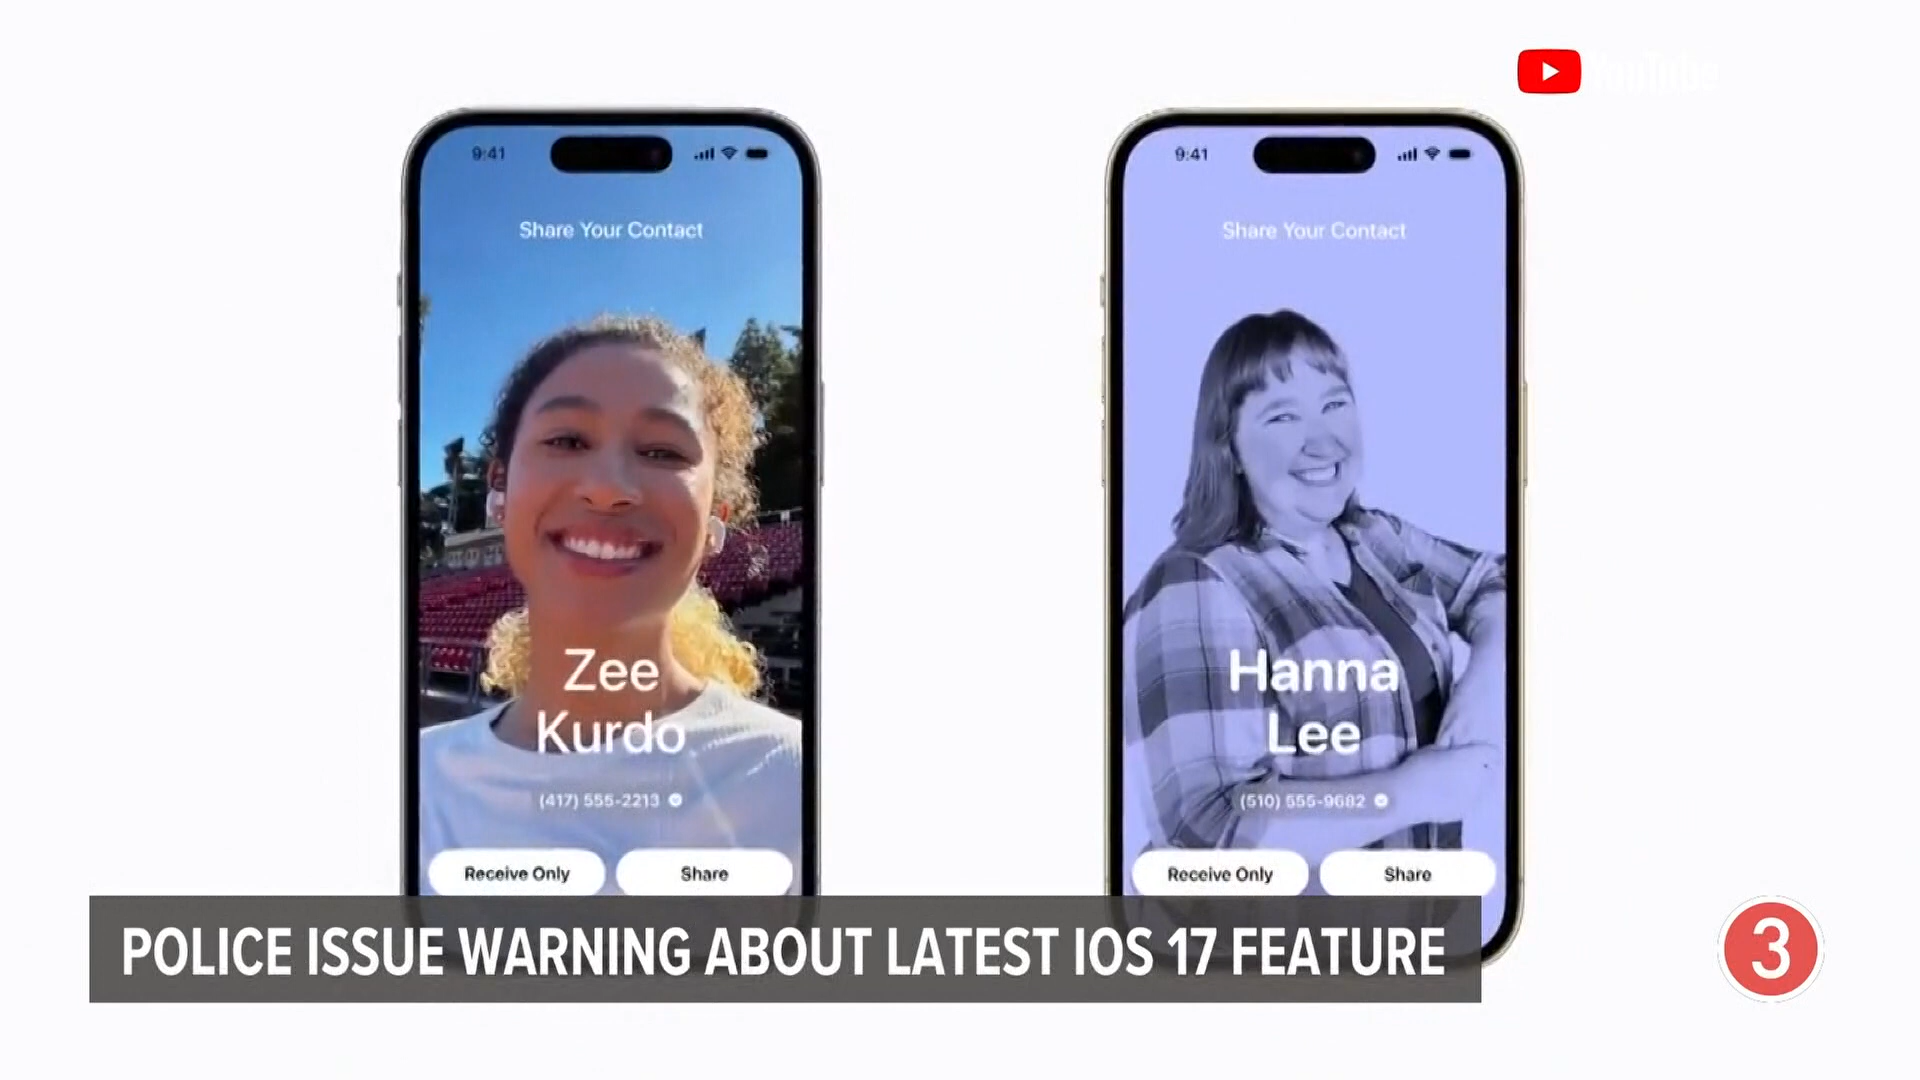 YouTube
9:41
Share Your Contact
Zee
Kurdo
(417) 555-2213
Receive Only
Share
9:41
Share Your Contact
Hanna
Lee
(510) 555-9682
Receive Only
Share
POLICE ISSUE WARNING ABOUT LATEST IOS 17 FEATURE
3